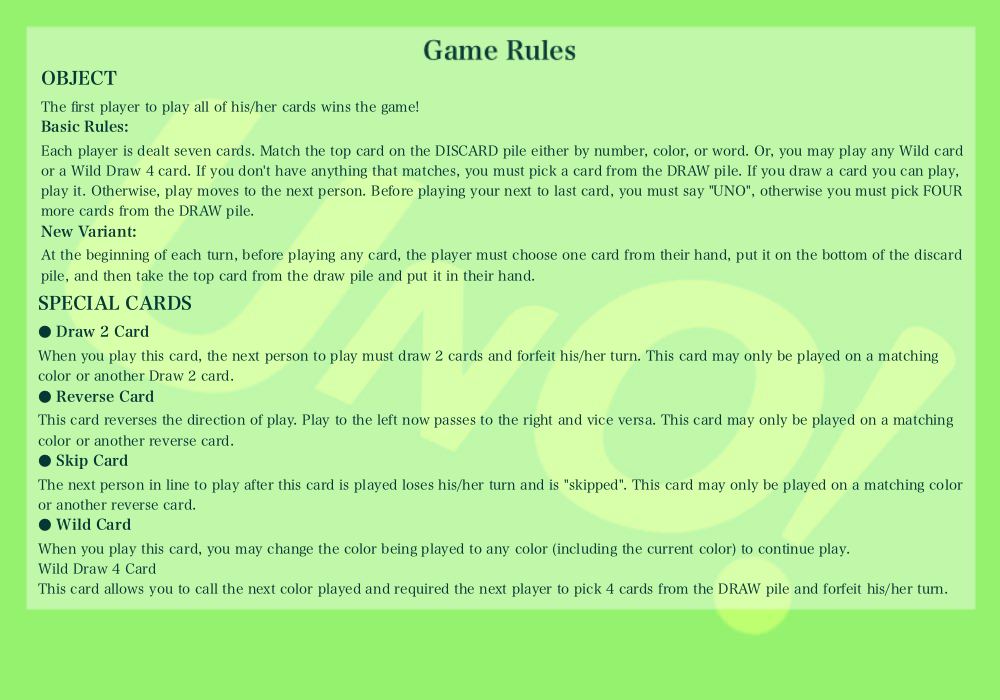 Game Rules
OBJECT
The first player to play all of his/her cards wins the game!
Basic Rules:
Each player is dealt seven cards. Match the top card on the DISCARD pile either by number, color, or word. Or, you may play any Wild card
or a Wild Draw 4 card. If you don't have anything that matches, you must pick a card from the DRAW pile. If you draw a card you can play,
play it. Otherwise, play moves to the next person. Before playing your next to last card, you must say "UNO", otherwise you must pick FOUR
more cards from the DRAW pile.
New Variant:
At the beginning of each turn, before playing any card, the player must choose one card from their hand, put it on the bottom of the discard
pile, and then take the top card from the draw pile and put it in their hand.
SPECIAL CARDS
● Draw 2 Card
When you play this card, the next person to play must draw 2 cards and forfeit his/her turn. This card may only be played on a matching
color or another Draw 2 card.
● Reverse Card
This card reverses the direction of play. Play to the left now passes to the right and vice versa. This card may only be played on a matching
color or another reverse card.
● Skip Card
The next person in line to play after this card is played loses his/her turn and is "skipped". This card may only be played on a matching color
or another reverse card.
● Wild Card
When you play this card, you may change the color being played to any color (including the current color) to continue play.
Wild Draw 4 Card
This card allows you to call the next color played and required the next player to pick 4 cards from the DRAW pile and forfeit his/her turn.
UNO!